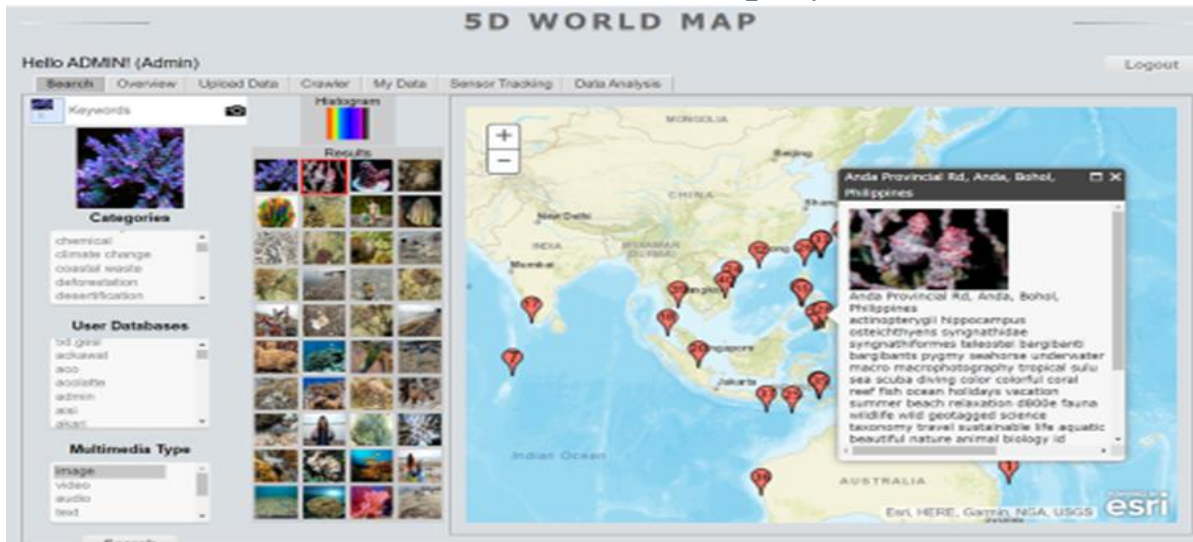 5D WORLD MAP
Hello ADMIN! (Admin)
Logout
Search Overview Upload Data Crawler My Data Sensor Tracking Data Analysis
Keywords
Categories
chemical
climate change
coastal waste
deforestation
desertification
User Databases
ackawat
aco
acolatte
admin
aisi
akari
Multimedia Type
image
video
audio
text
Search
Histogram
Results
MONGOLIA
Beijing
CHINA
New Delhi
INDIA
MYANMAR
Mumbai
Singapore
Jakarta
Indian Ocean
AUSTRALIA
Esri, HERE, Garmin, NGA, USGS
esri
Anda Provincial Rd, Anda, Bohol,
Philippines
Anda Provincial Rd, Anda, Bohol,
Philippines
actinopterygii hippocampus
osteichthyens syngnathidae
syngnathiformes teleostei bargibanti
bargibants pygmy seahorse underwater
macro macrophotography tropical sulu
sea scuba diving color colorful coral
reef fish ocean holidays vacation
summer beach relaxation d800e fauna
wildlife wild geotagged science
taxonomy travel sustainable life aquatic
beautiful nature animal biology id